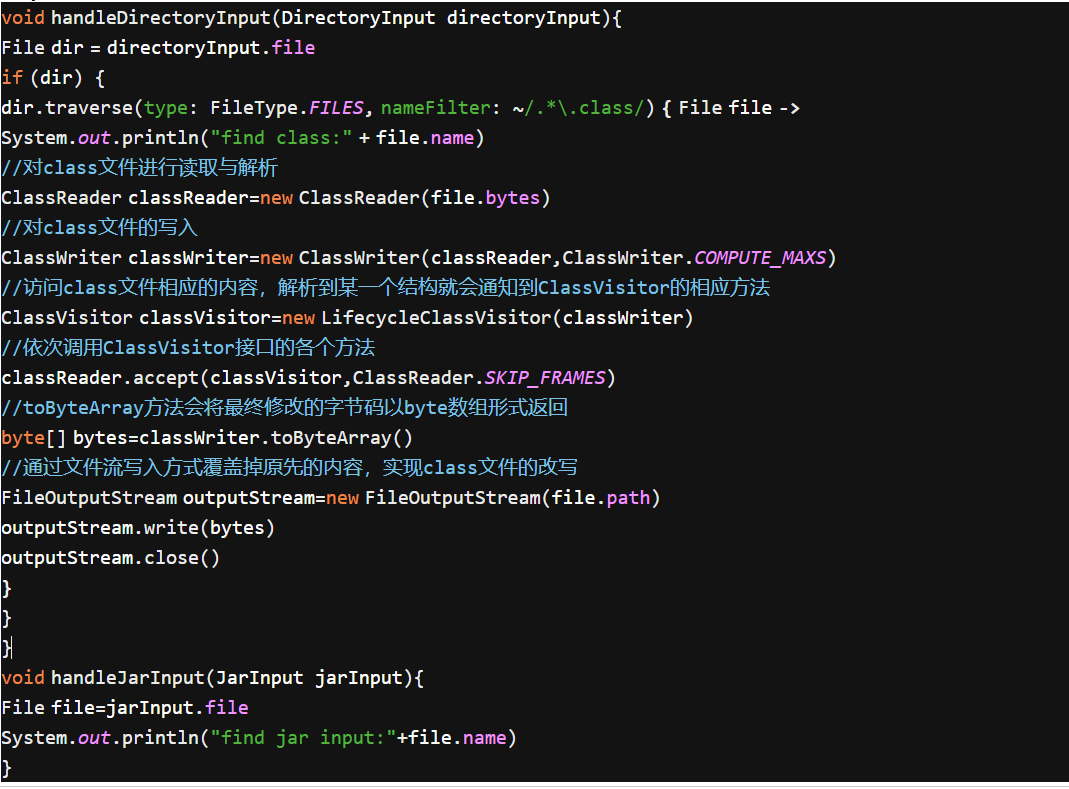 void handleDirectoryInput(DirectoryInput directoryInput){
File dir = directoryInput.file
if (dir) {
dir.traverse(type: FileType.FILES, nameFilter: ~/.*\.class/) { File file ->
System.out.println("find class:" + file.name)
//对class文件进行读取与解析
ClassReader classReader=new ClassReader(file.bytes)
//对class文件的写入
ClassWriter classWriter=new ClassWriter(classReader,ClassWriter.COMPUTE_MAXS)
//访问class文件相应的内容，解析到某一个结构就会通知到ClassVisitor的相应方法
ClassVisitor classVisitor=new LifecycleClassVisitor(classWriter)
//依次调用ClassVisitor接口的各个方法
classReader.accept(classVisitor,ClassReader.SKIP_FRAMES)
//toByteArray方法会将最终修改的字节码以byte数组形式返回
byte[] bytes=classWriter.toByteArray()
//通过文件流写入方式覆盖掉原先的内容，实现class文件的改写
FileOutputStream outputStream=new FileOutputStream(file.path)
outputStream.write(bytes)
outputStream.close()
}
}
}
void handleJarInput(JarInput jarInput){
File file=jarInput.file
System.out.println("find jar input:"+file.name)
}